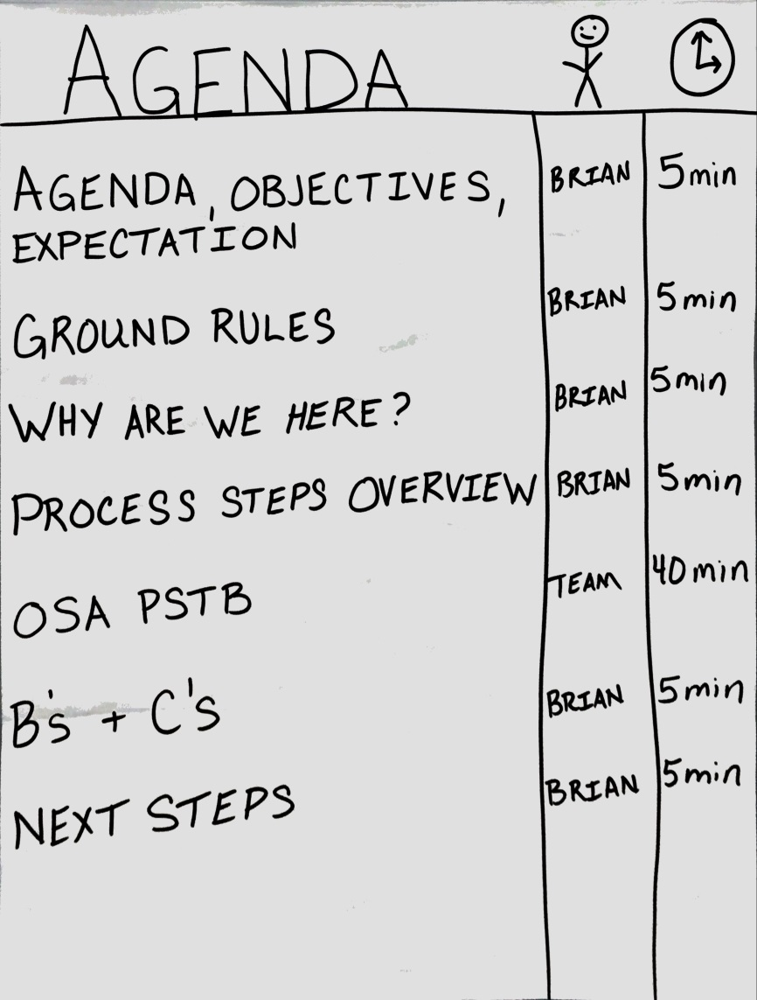 AGENDA
AGENDA, OBJECTIVES, BRIAN 5min
EXPECTATION
GROUND RULES BRIAN 5min
WHY ARE WE HERE? BRIAN 5min
PROCESS STEPS OVERVIEW BRIAN 5min
OSA PSTB TEAM 40min
B's + C's BRIAN 5min
NEXT STEPS BRIAN 5min